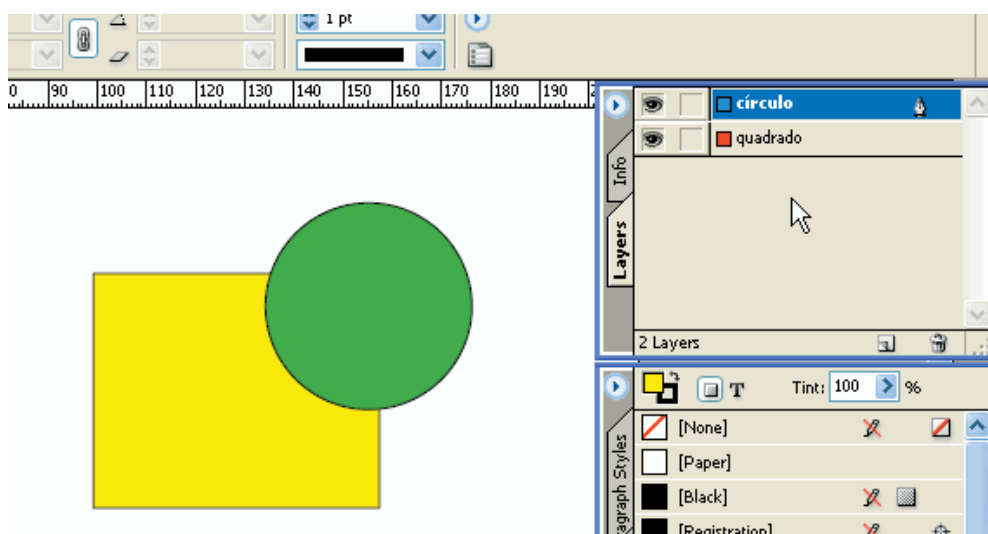 1 pt
0 90 100 110 120 130 140 150 160 170 180 190
círculo
quadrado
Info
Layers
2 Layers
T Tint: 100 %
[None]
[Paper]
[Black]
[Registration]
Styles